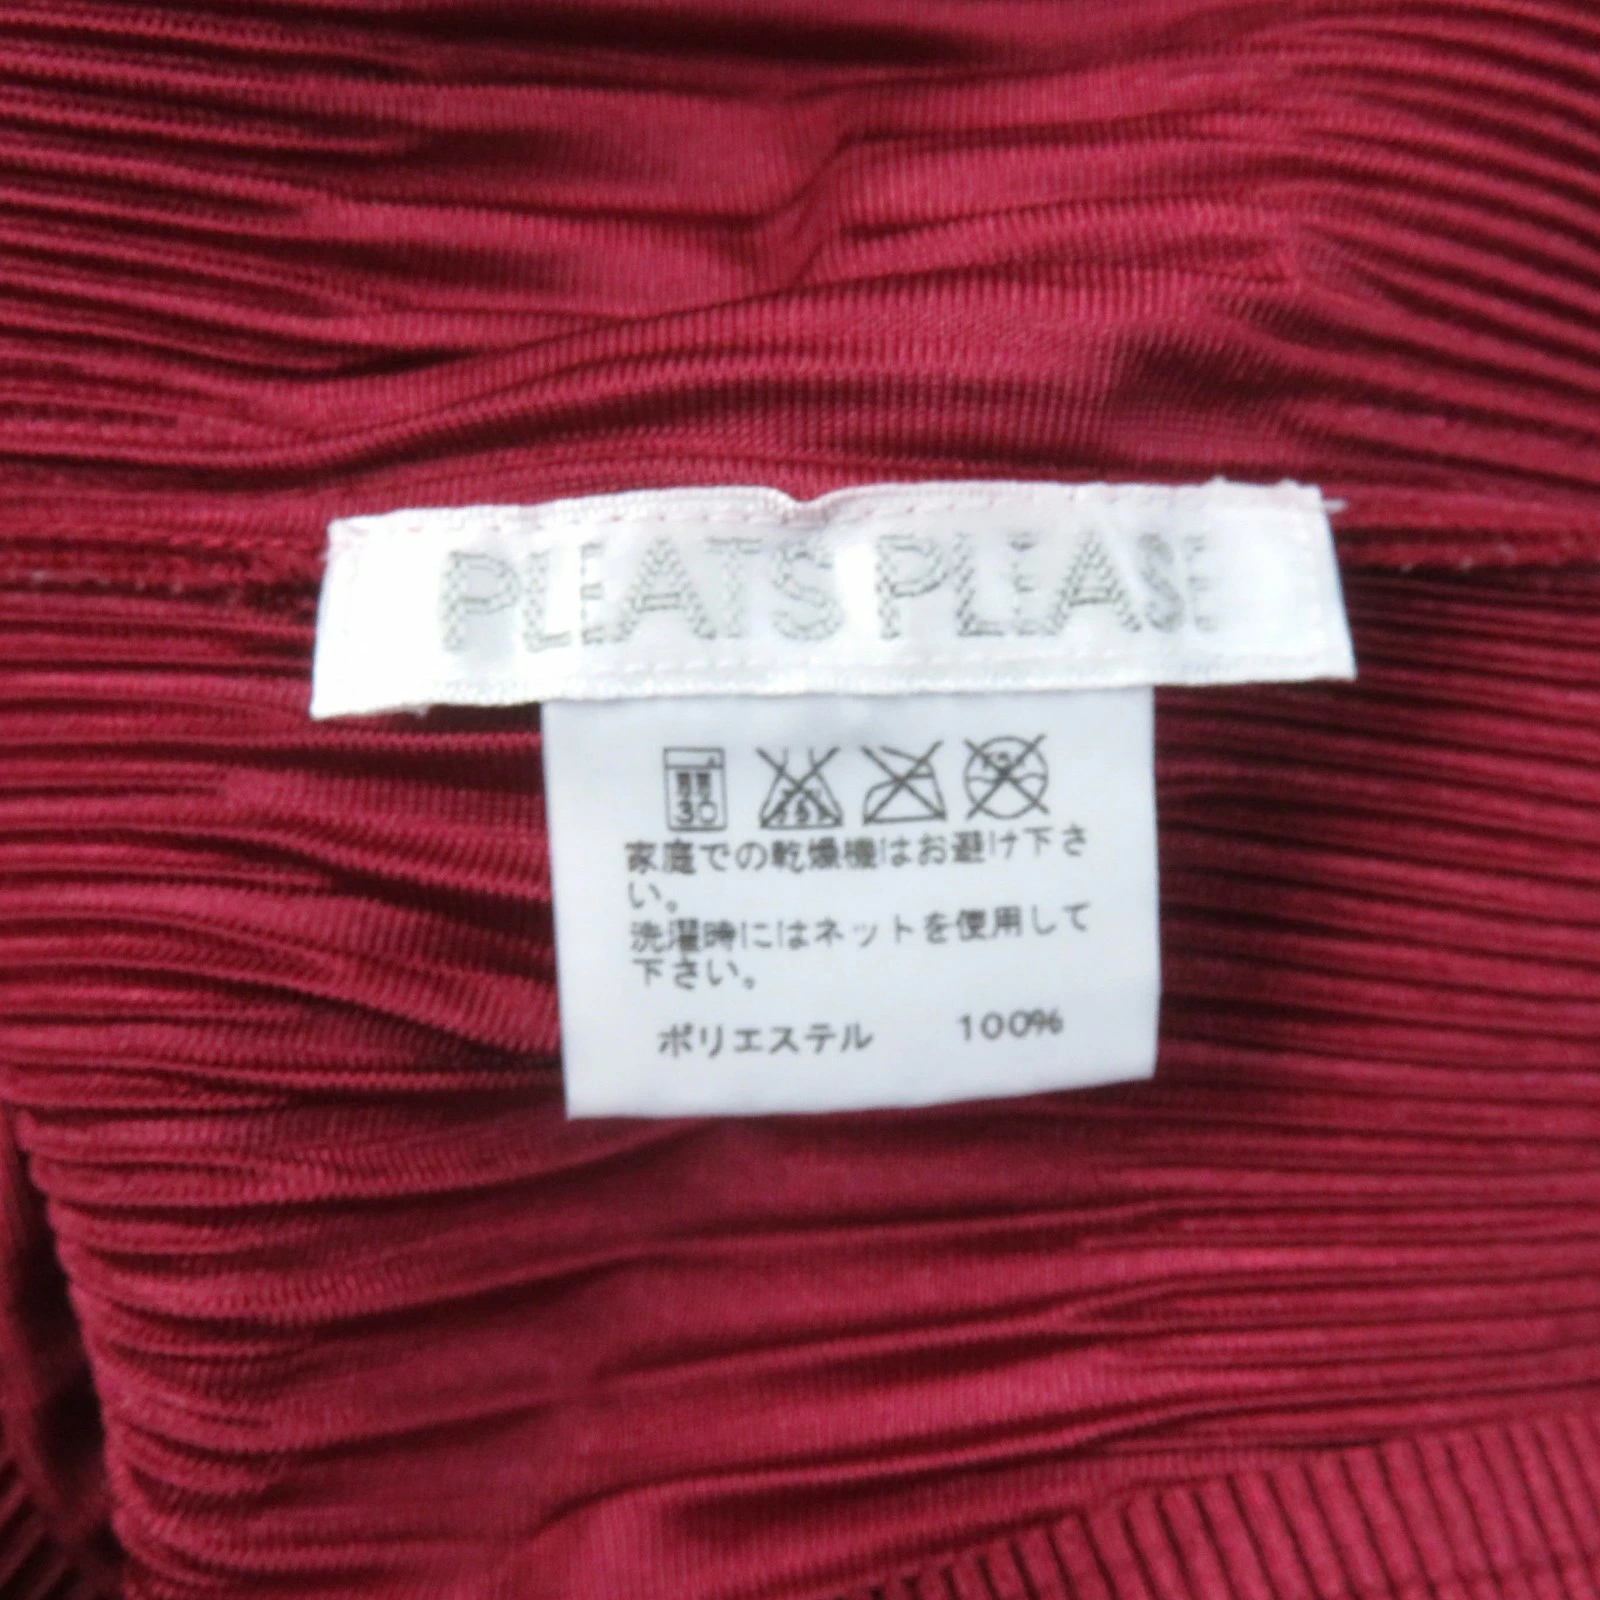 PLEATS PLEASE
弱
30
家庭での乾燥機はお避け下さ
い。
洗濯時にはネットを使用して
下さい。
ポリエステル 100%